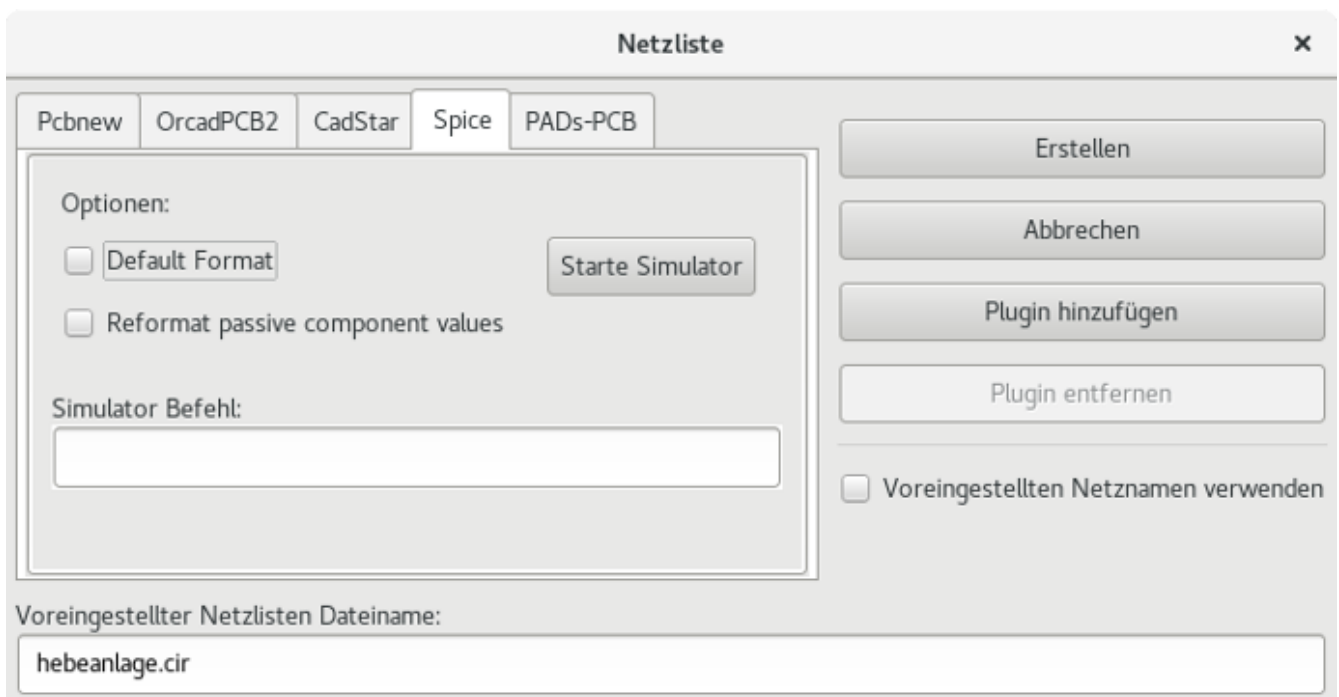 Netzliste
Pcbnew OrcadPCB2 CadStar Spice PADs-PCB
Erstellen
Optionen:
Abbrechen
Default Format
Starte Simulator
Plugin hinzufügen
Reformat passive component values
Plugin entfernen
Simulator Befehl:
Voreingestellten Netznamen verwenden
Voreingestellter Netzlisten Dateiname:
hebeanlage.cir